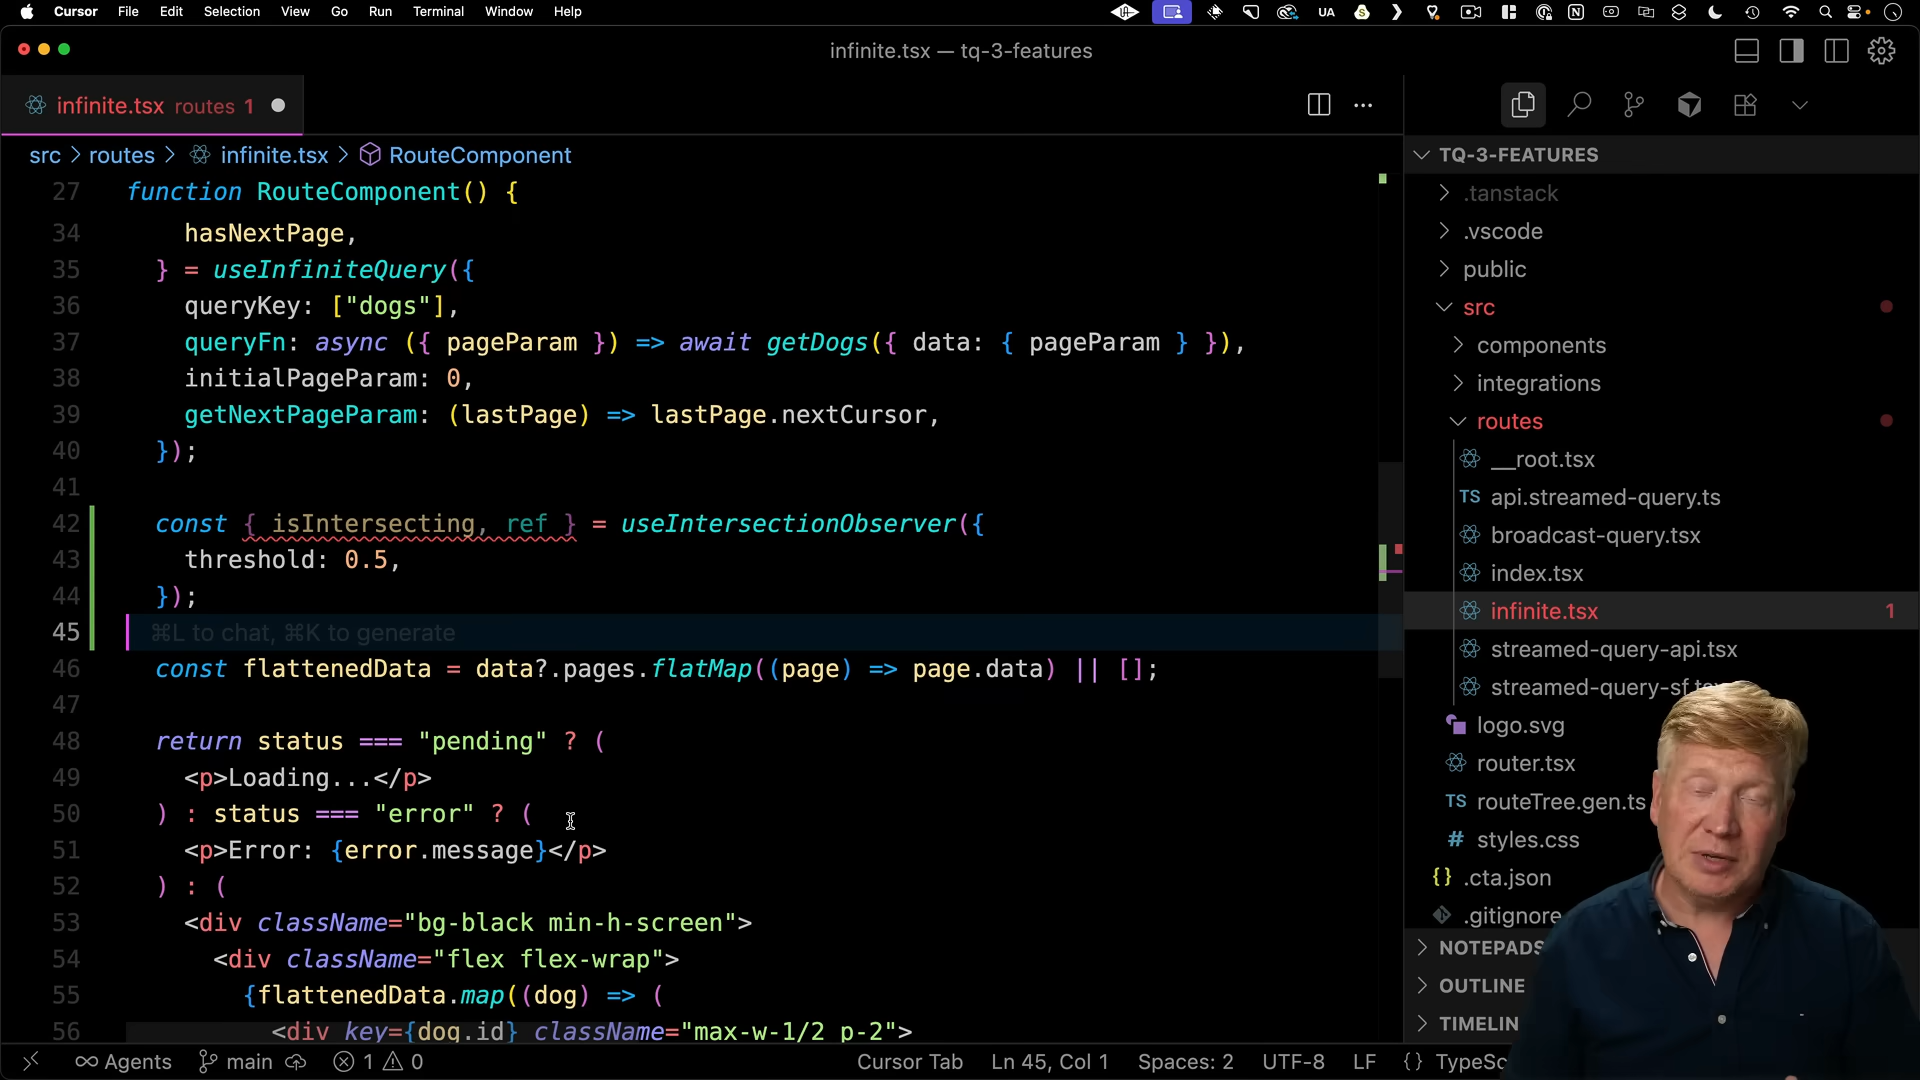 Cursor File Edit Selection View Go Run Terminal Window Help UA
infinite.tsx — tq-3-features
infinite.tsx routes 1
src > routes > infinite.tsx > RouteComponent
27 function RouteComponent() {
34 hasNextPage,
35 } = useInfiniteQuery({
36 queryKey: ["dogs"],
37 queryFn: async ({ pageParam }) => await getDogs({ data: { pageParam } }),
38 initialPageParam: 0,
39 getNextPageParam: (lastPage) => lastPage.nextCursor,
40 });
41
42 const { isIntersecting, ref } = useIntersectionObserver({
43 threshold: 0.5,
44 });
45 ⌘L to chat, ⌘K to generate
46 const flattenedData = data?.pages.flatMap((page) => page.data) || [];
47
48 return status === "pending" ? (
49 <p>Loading...</p>
50 ) : status === "error" ? (
51 <p>Error: {error.message}</p>
52 ) : (
53 <div className="bg-black min-h-screen">
54 <div className="flex flex-wrap">
55 {flattenedData.map((dog) => (
56 <div key={dog.id} className="max-w-1/2 p-2">
TQ-3-FEATURES
.tanstack
.vscode
public
src
components
integrations
routes
__root.tsx
TS api.streamed-query.ts
broadcast-query.tsx
index.tsx
infinite.tsx 1
streamed-query-api.tsx
streamed-query-sf.tsx
logo.svg
router.tsx
TS routeTree.gen.ts
# styles.css
{} .cta.json
.gitignore
NOTEPADS
OUTLINE
TIMELIN
Agents main 1 0 Cursor Tab Ln 45, Col 1 Spaces: 2 UTF-8 LF {} TypeSc